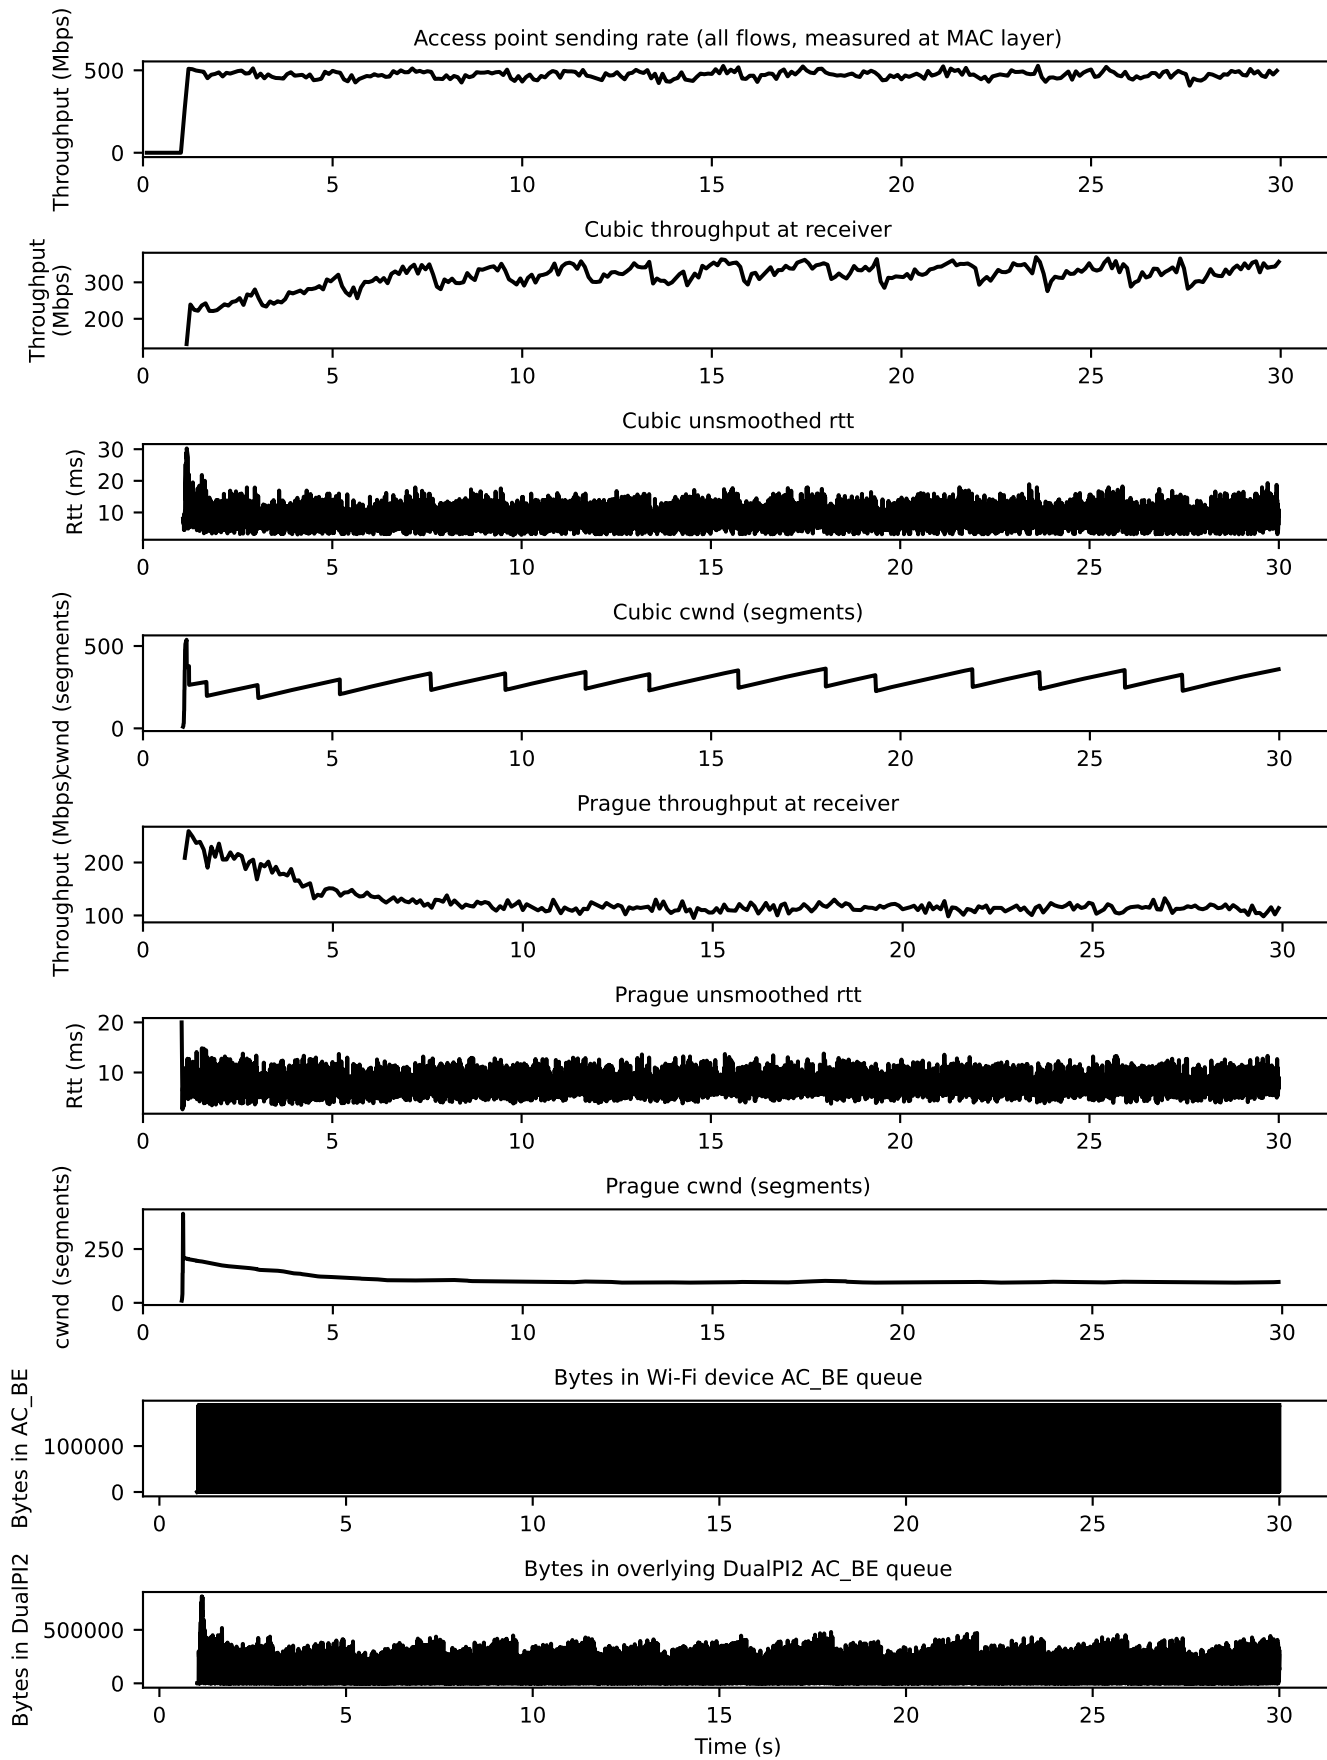 Access point sending rate (all flows, measured at MAC layer)
Throughput (Mbps)
500
0
0 5 10 15 20 25 30
Cubic throughput at receiver
Throughput
(Mbps)
300
200
0 5 10 15 20 25 30
Cubic unsmoothed rtt
Rtt (ms)
30
20
10
0 5 10 15 20 25 30
Cubic cwnd (segments)
cwnd (segments)
500
0
0 5 10 15 20 25 30
Prague throughput at receiver
Throughput (Mbps)
200
100
0 5 10 15 20 25 30
Prague unsmoothed rtt
Rtt (ms)
20
10
0 5 10 15 20 25 30
Prague cwnd (segments)
cwnd (segments)
250
0
0 5 10 15 20 25 30
Bytes in Wi-Fi device AC_BE queue
Bytes in AC_BE
100000
0
0 5 10 15 20 25 30
Bytes in overlying DualPI2 AC_BE queue
Bytes in DualPI2
500000
0
0 5 10 15 20 25 30
Time (s)